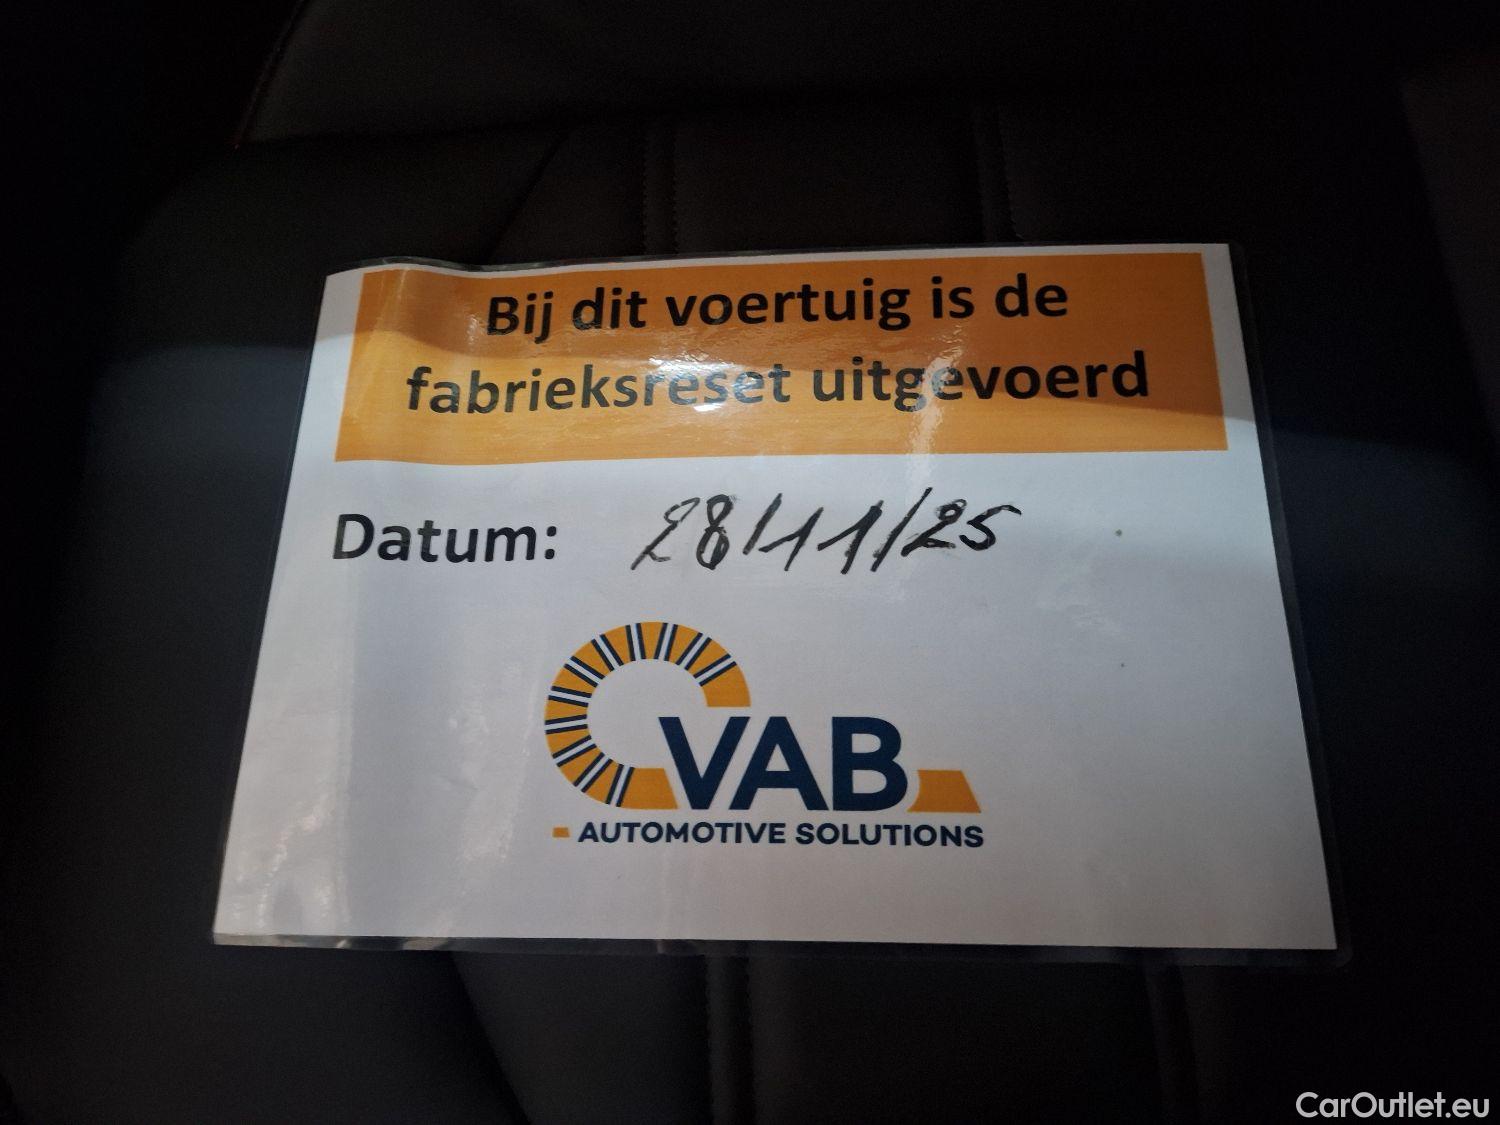 Bij dit voertuig is de
fabrieksreset uitgevoerd
Datum: 28/11/25
VAB
AUTOMOTIVE SOLUTIONS
CarOutlet.eu